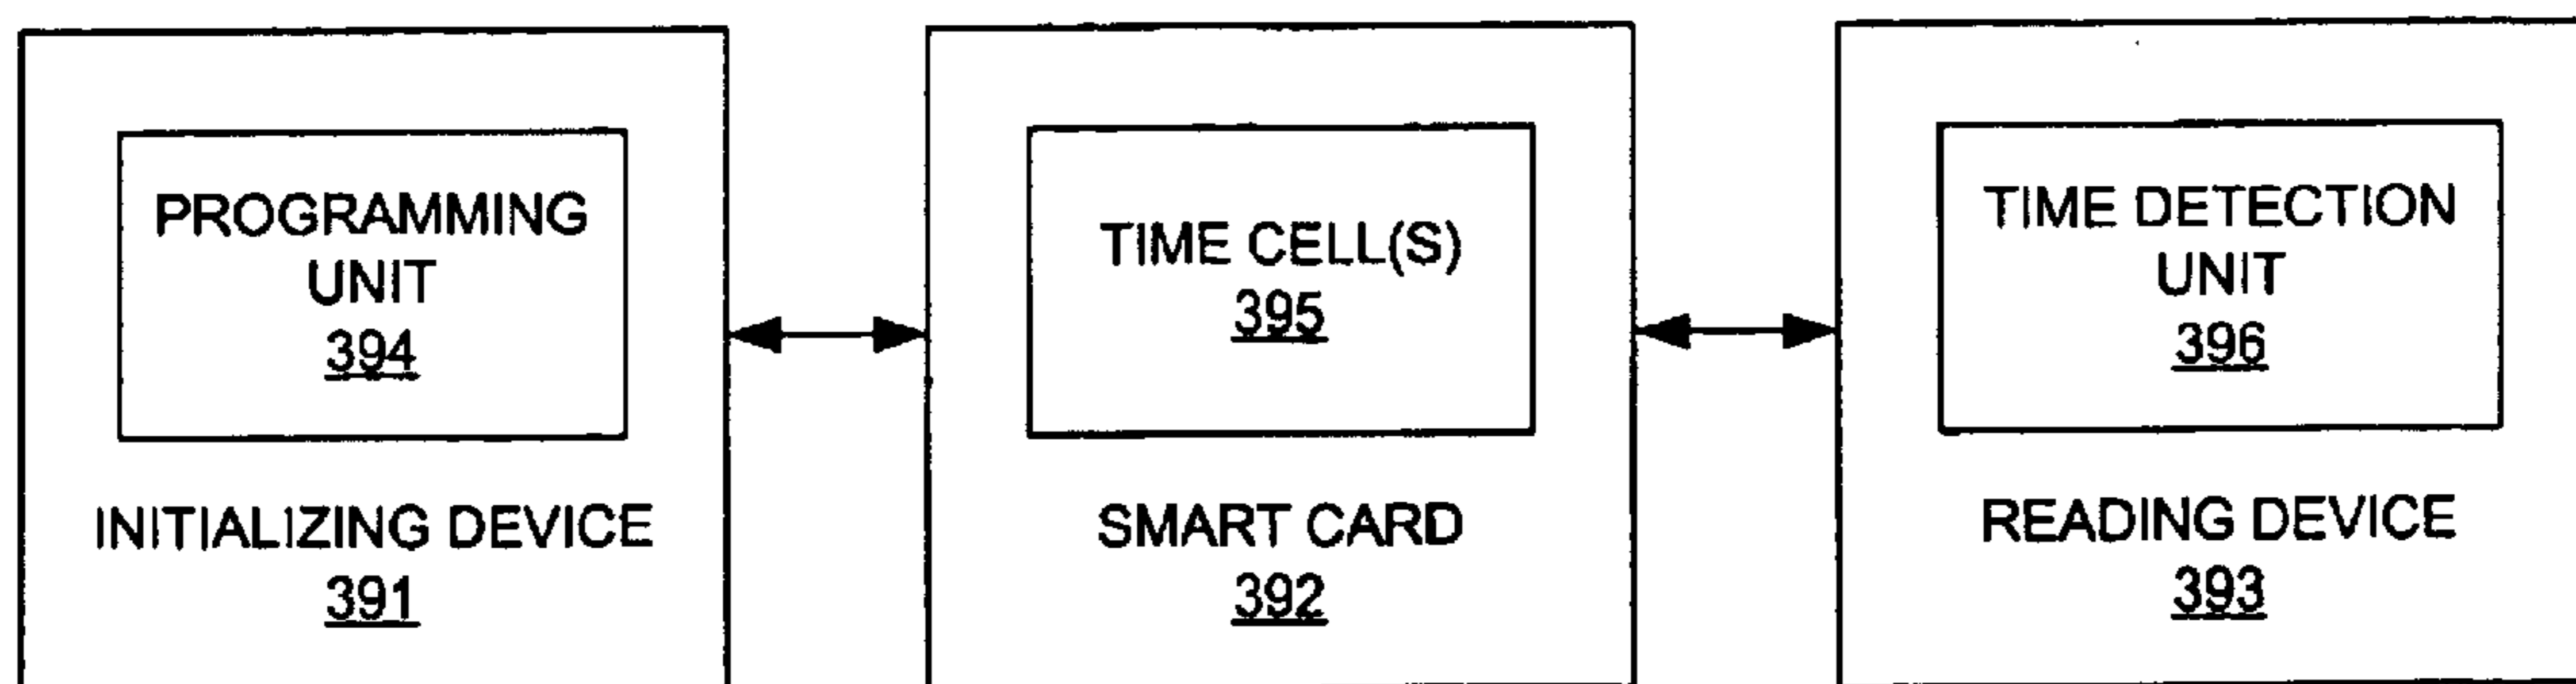 PROGRAMMING
UNIT
394
INITIALIZING DEVICE
391
TIME CELL(S)
395
SMART CARD
392
TIME DETECTION
UNIT
396
READING DEVICE
393